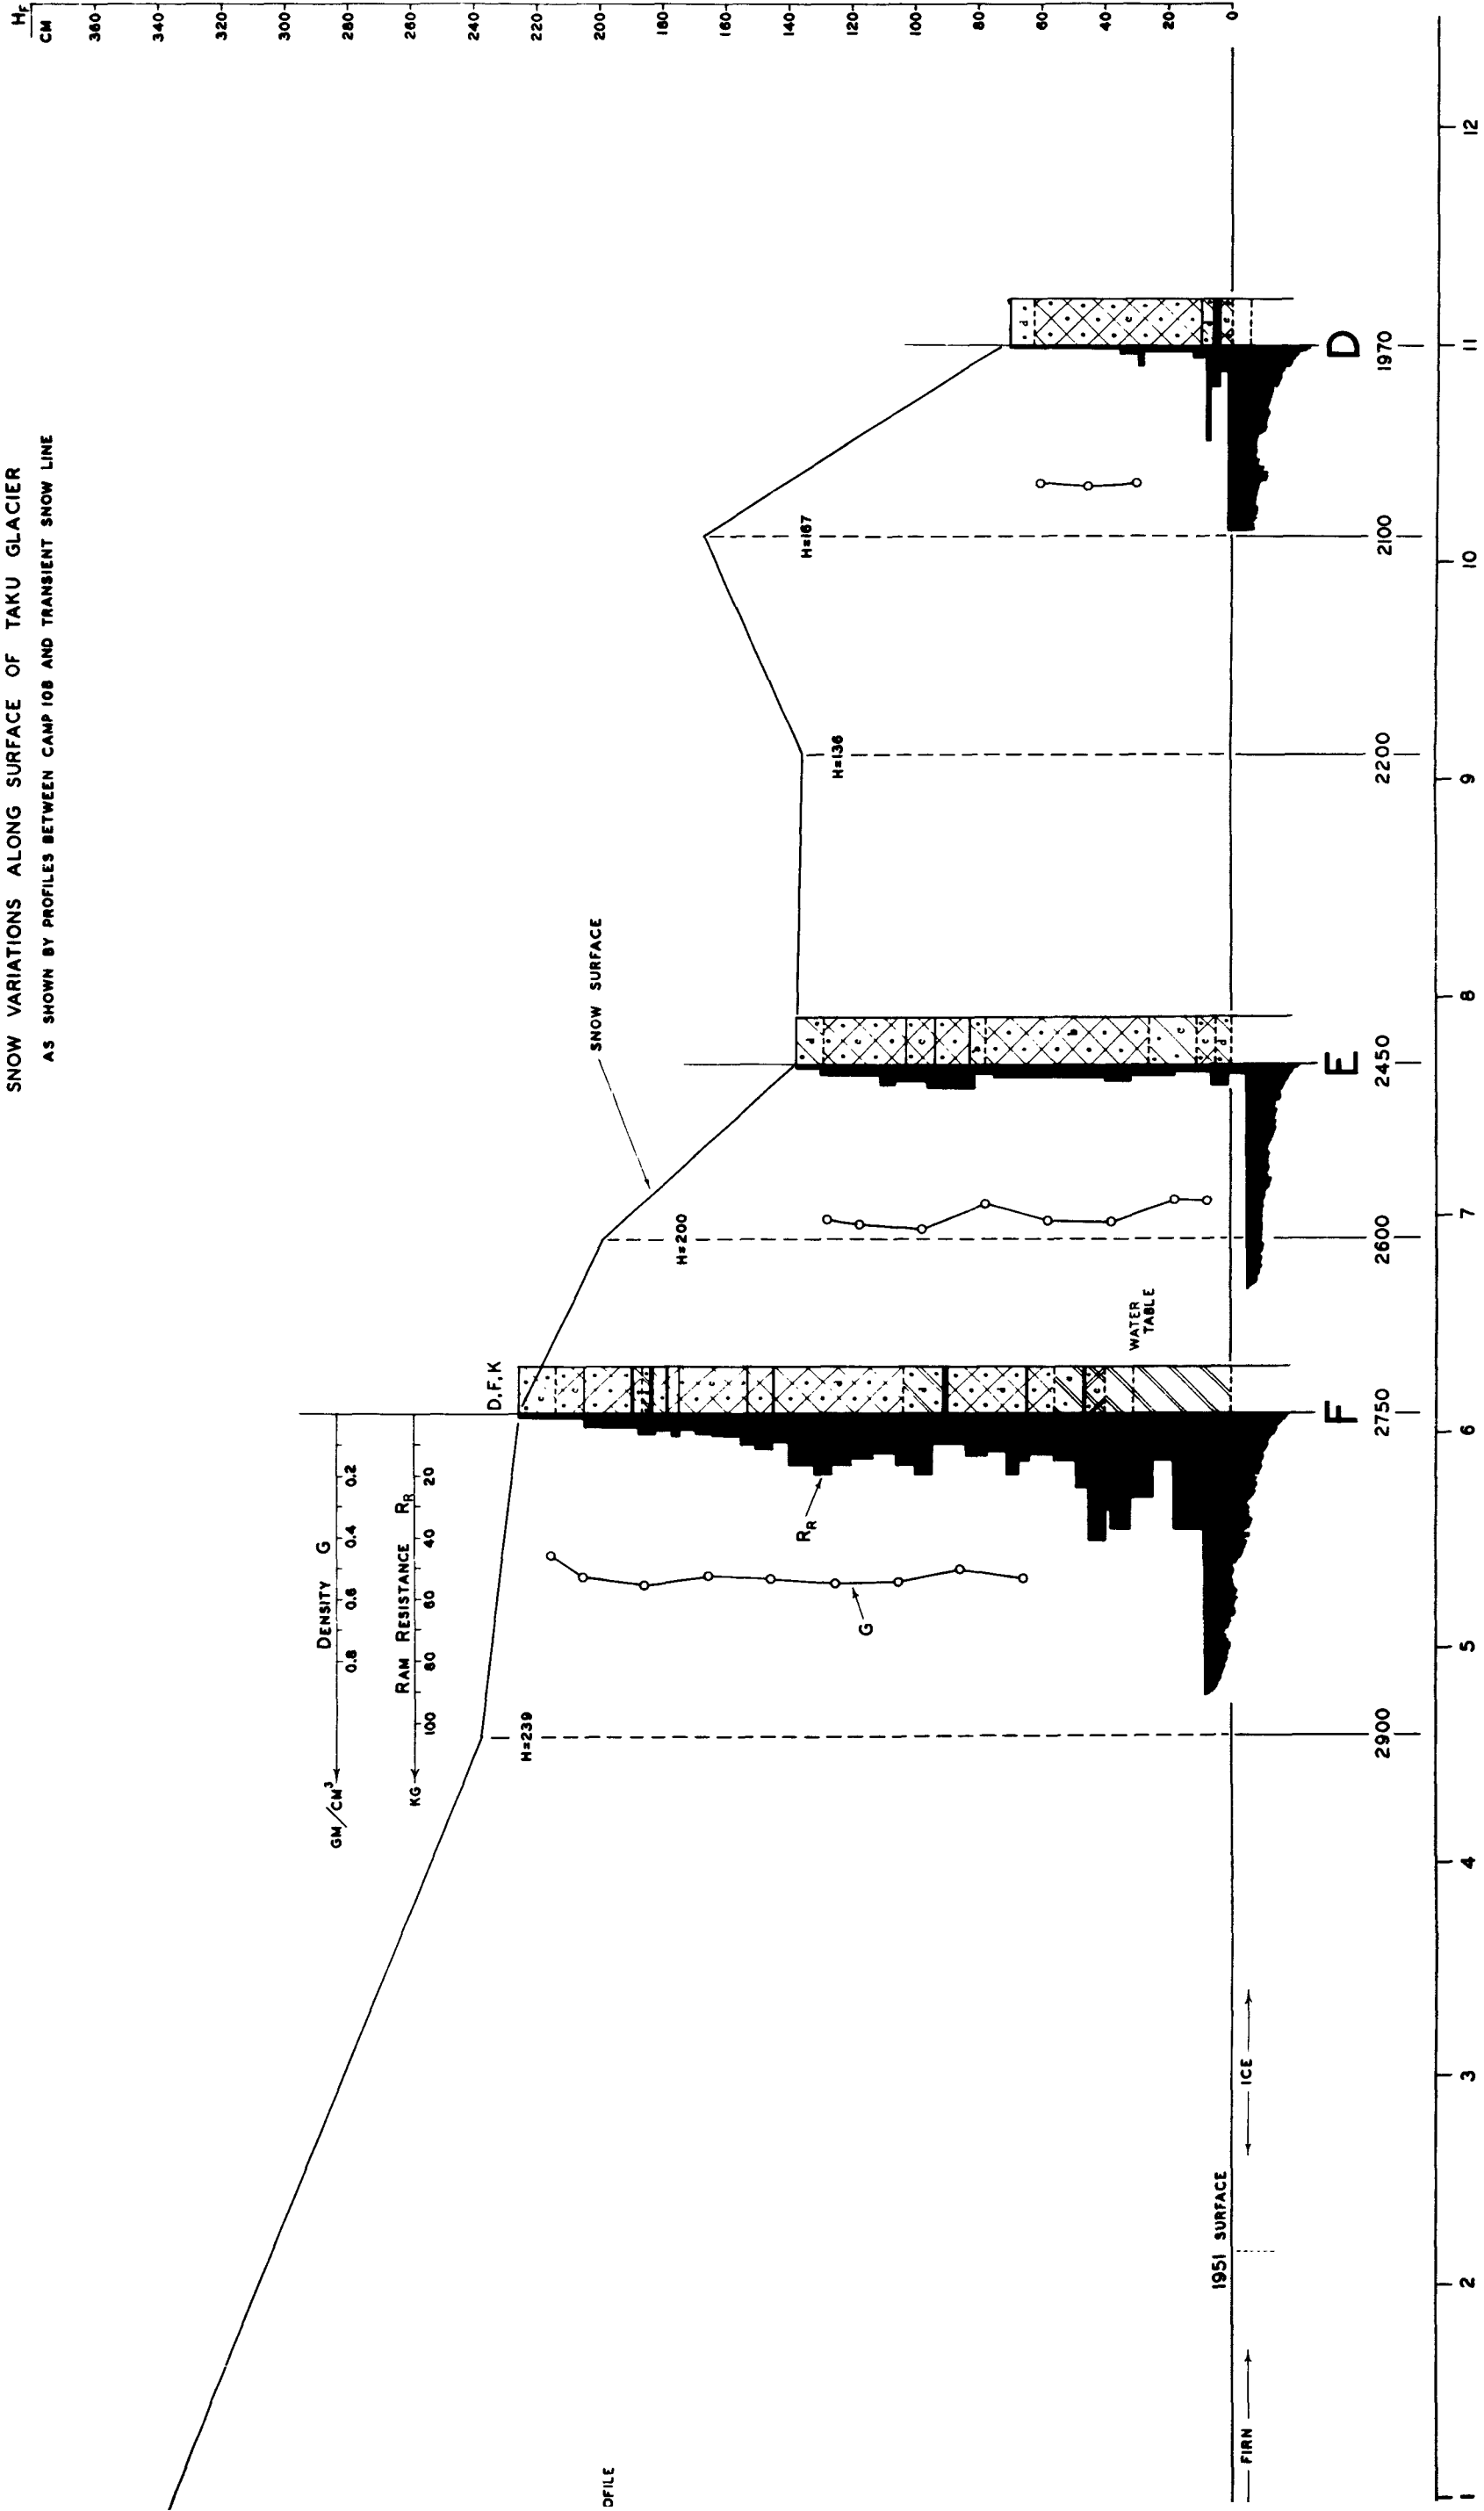 SNOW VARIATIONS ALONG SURFACE OF TAKU GLACIER
AS SHOWN BY PROFILES BETWEEN CAMP 10B AND TRANSIENT SNOW LINE
HF
CM
360
340
320
300
280
260
240
220
200
180
160
140
120
100
80
60
40
20
0
GM/CM³
DENSITY G
0.8 0.6 0.4 0.2
KG
RAM RESISTANCE RR
100 80 60 40 20
H=239
D,F,K
SNOW SURFACE
H=200
H=136
H=167
RR
G
WATER TABLE
OFILE
1951 SURFACE
FIRN
ICE
2900 2750 2600 2450 2200 2100 1970
F E D
1 2 3 4 5 6 7 8 9 10 11 12